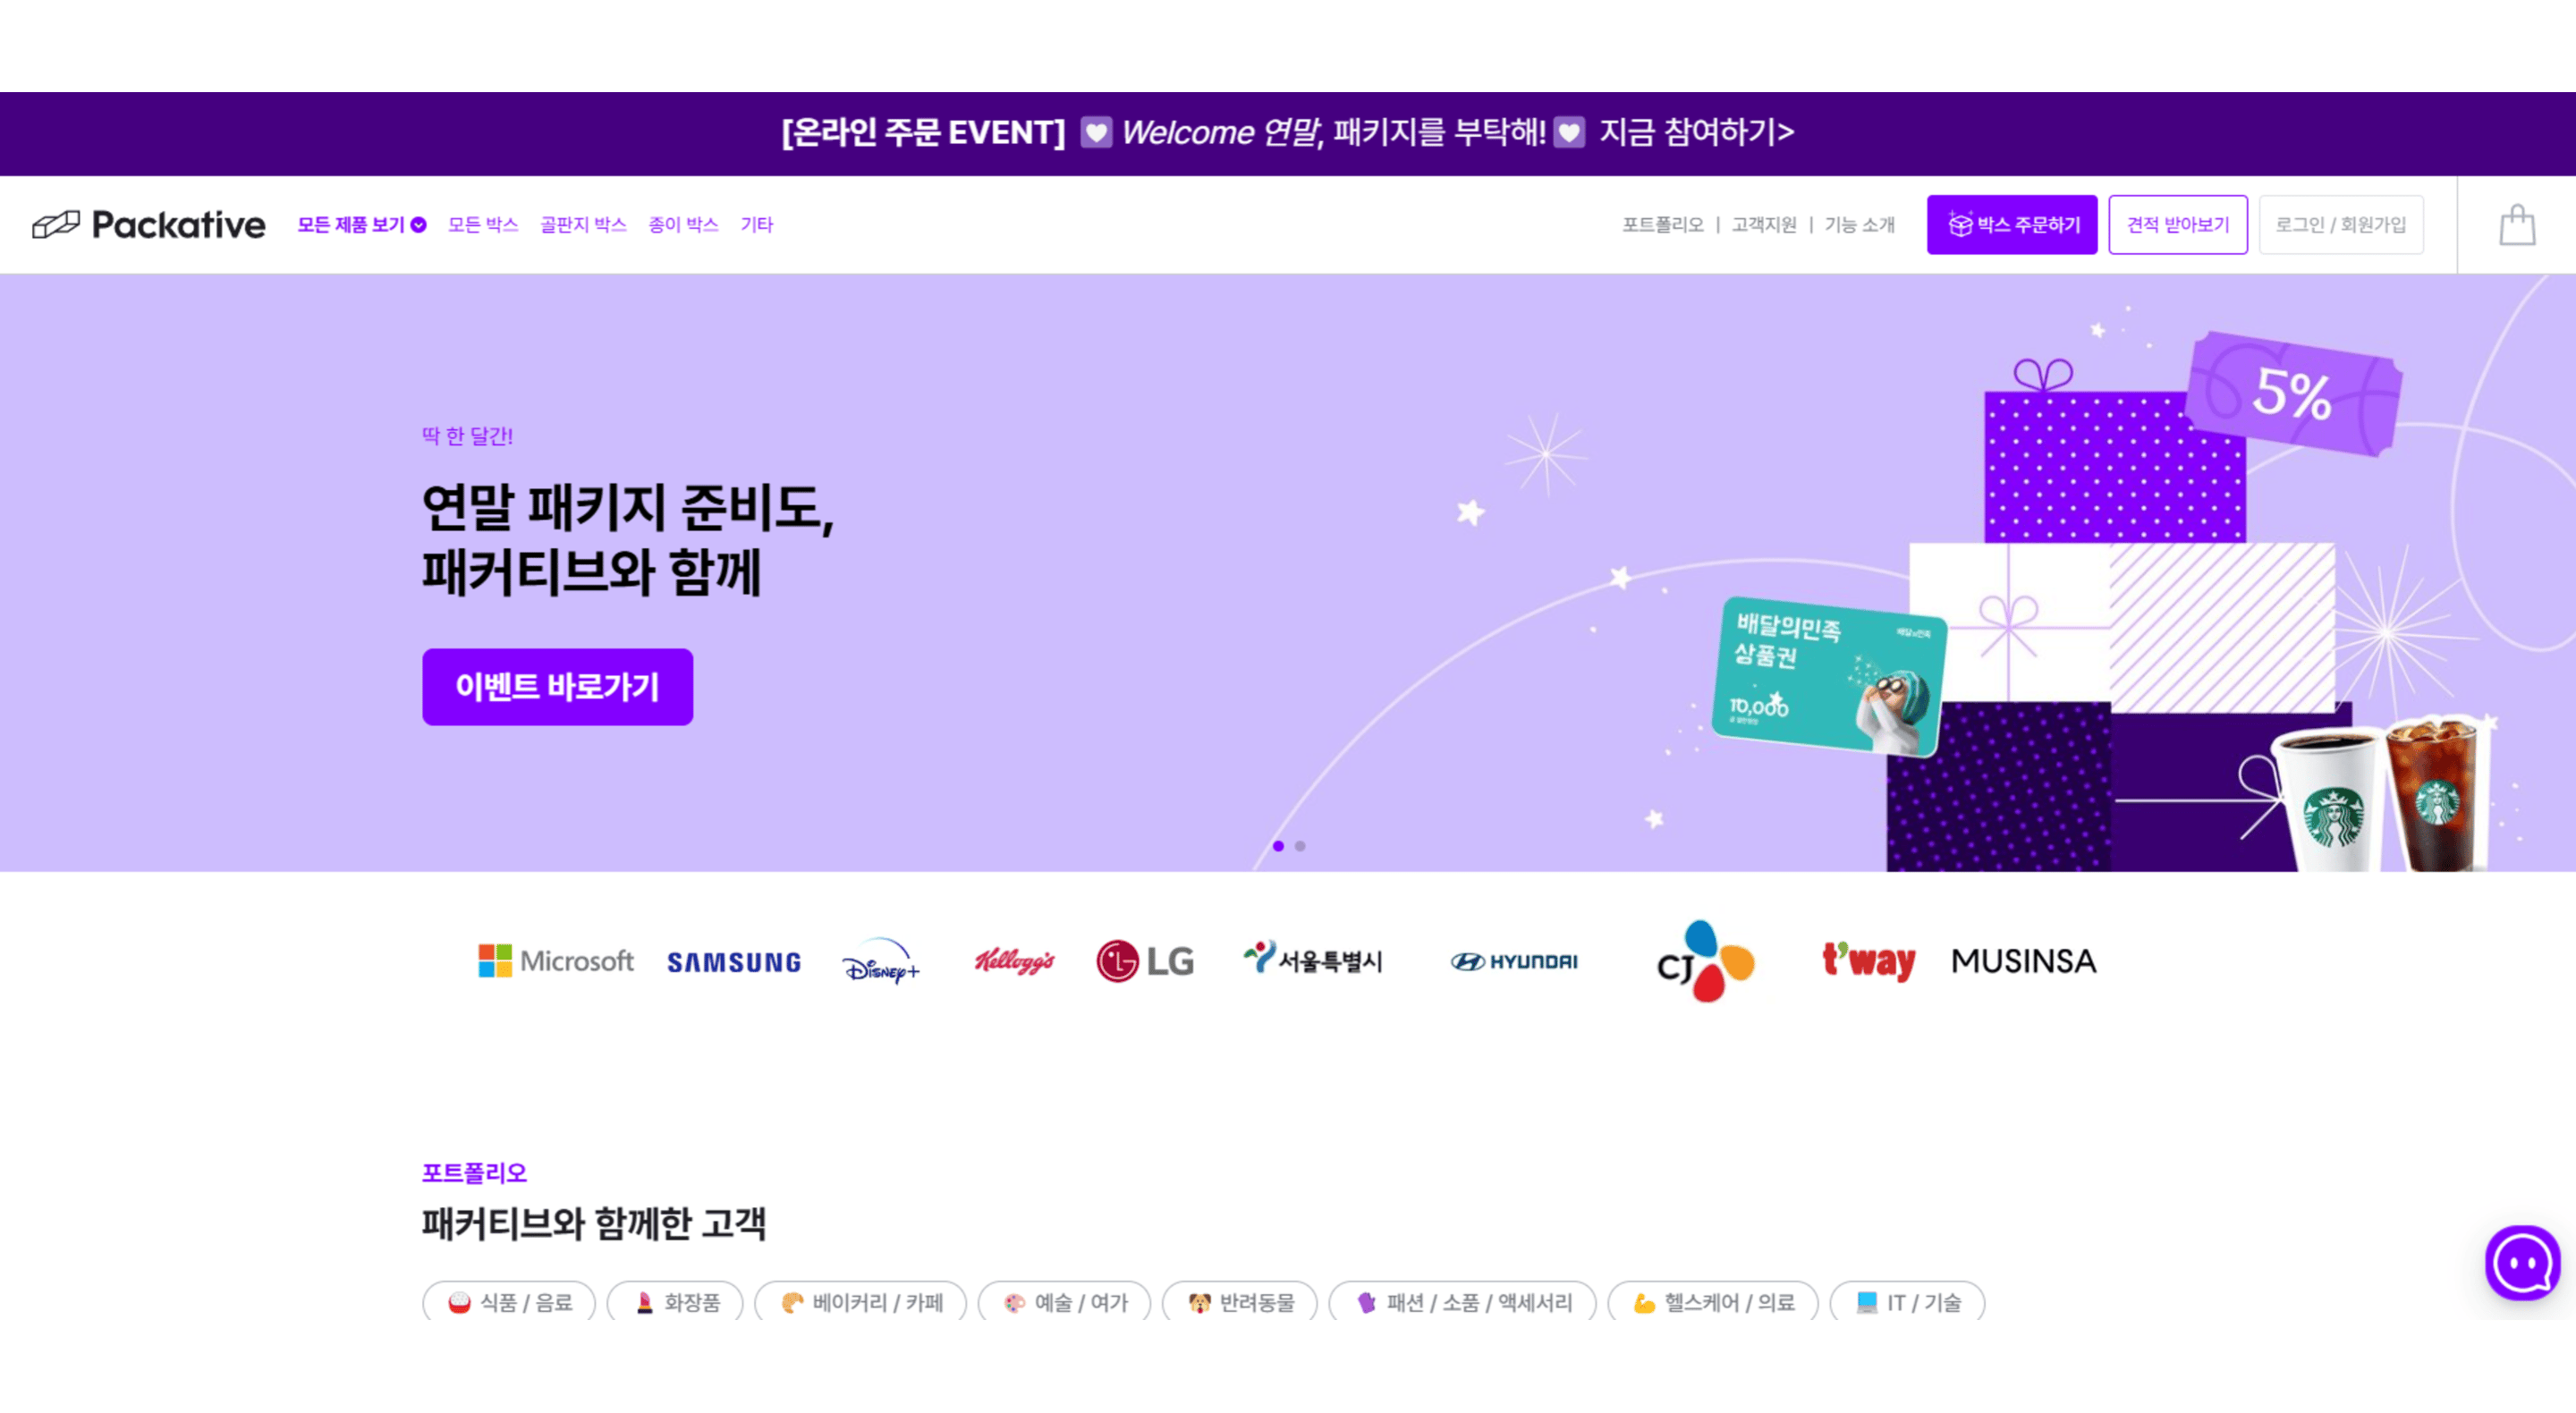 [온라인 주문 EVENT] 💟 Welcome 연말, 패키지를 부탁해!💟 지금 참여하기>
Packative 모든 제품 보기 모든 박스 골판지 박스 종이 박스 기타 포트폴리오 | 고객지원 | 기능 소개 박스 주문하기 견적 받아보기 로그인 / 회원가입
딱 한 달간!
연말 패키지 준비도,
패커티브와 함께
이벤트 바로가기
5%
배달의민족 배달의민족
상품권
10,000
Microsoft SAMSUNG Disney+ Kellogg's LG 서울특별시 HYUNDAI CJ t'way MUSINSA
포트폴리오
패커티브와 함께한 고객
식품 / 음료 화장품 베이커리 / 카페 예술 / 여가 반려동물 패션 / 소품 / 액세서리 헬스케어 / 의료 IT / 기술